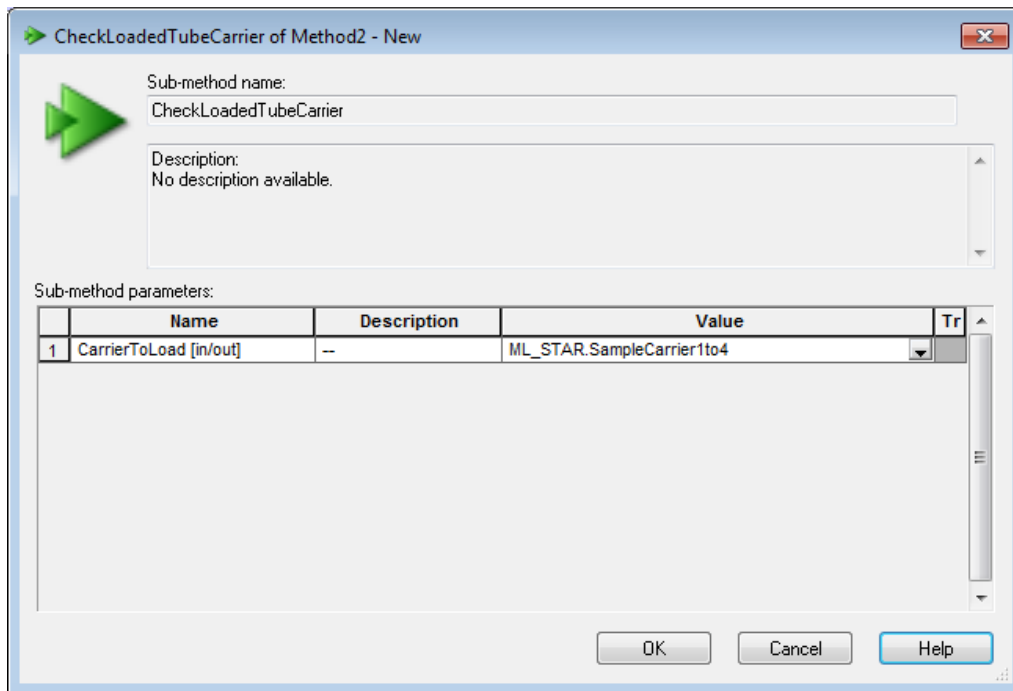 CheckLoadedTubeCarrier of Method2 - New
Sub-method name:
CheckLoadedTubeCarrier
Description:
No description available.
Sub-method parameters:
Name Description Value Tr
1 CarrierToLoad [in/out] -- ML_STAR.SampleCarrier1to4
OK Cancel Help